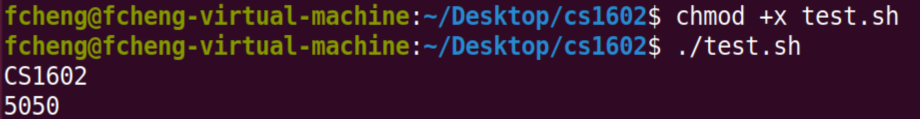 fcheng@fcheng-virtual-machine:~/Desktop/cs1602$ chmod +x test.sh
fcheng@fcheng-virtual-machine:~/Desktop/cs1602$ ./test.sh
CS1602
5050